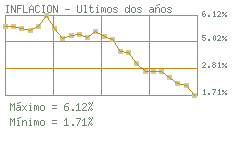 INFLACION - Ultimos dos años
6.12%
5.02%
2.81%
1.71%
Máximo = 6.12%
Mínimo = 1.71%